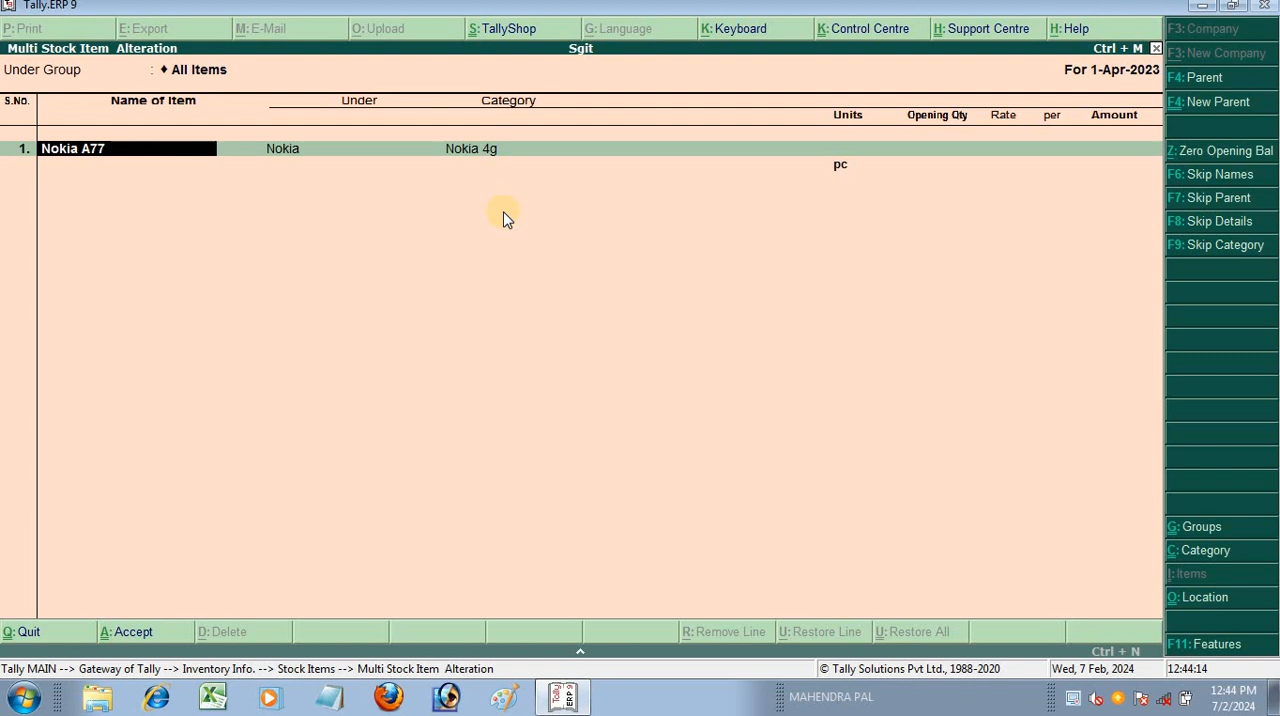 Tally.ERP 9
P: Print E: Export M: E-Mail O: Upload S: TallyShop G: Language K: Keyboard K: Control Centre H: Support Centre H: Help
Multi Stock Item Alteration Sgit Ctrl + M
Under Group : ♦ All Items For 1-Apr-2023
S.No. Name of Item Under Category
Units Opening Qty Rate per Amount
1. Nokia A77 Nokia Nokia 4g
pc
F3: Company
F3: New Company
F4: Parent
F4: New Parent
Z: Zero Opening Bal
F6: Skip Names
F7: Skip Parent
F8: Skip Details
F9: Skip Category
G: Groups
C: Category
I: Items
O: Location
F11: Features
Q: Quit A: Accept D: Delete R: Remove Line U: Restore Line U: Restore All
Ctrl + N
Tally MAIN --> Gateway of Tally --> Inventory Info. --> Stock Items --> Multi Stock Item Alteration © Tally Solutions Pvt Ltd., 1988-2020 Wed, 7 Feb, 2024 12:44:14
Tally ERP 9 MAHENDRA PAL 12:44 PM
7/2/2024